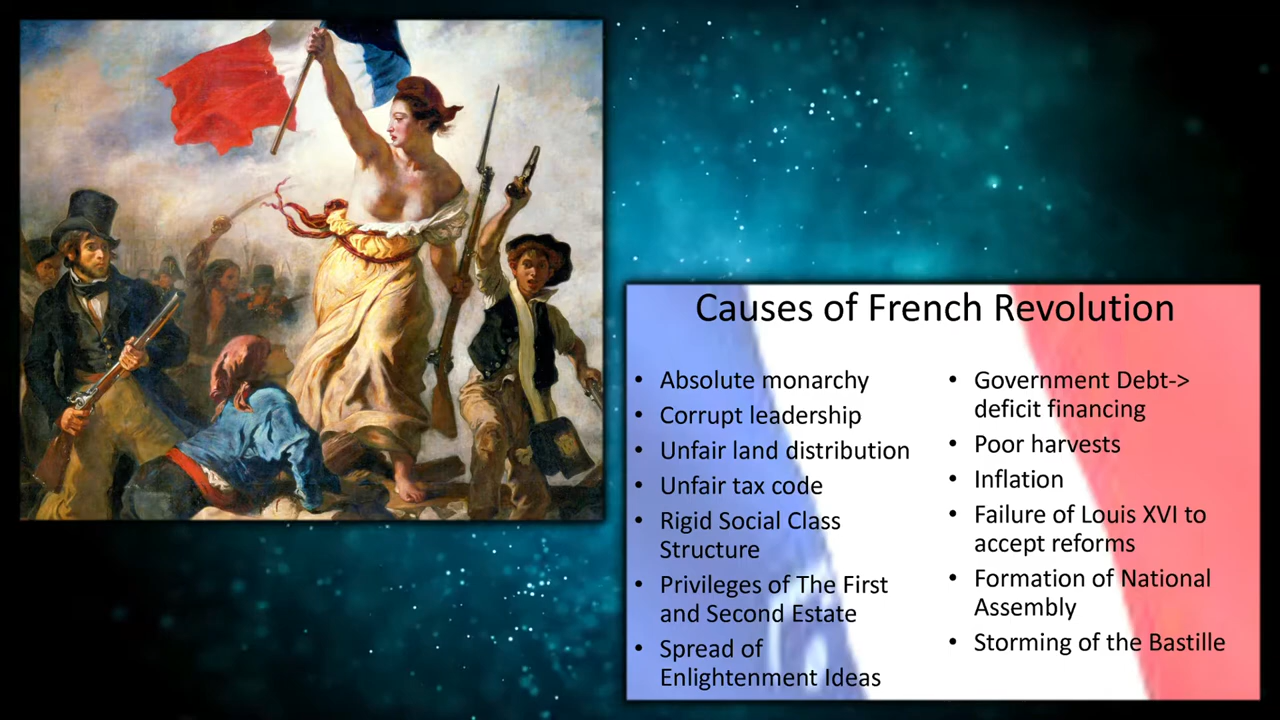 Causes of French Revolution
• Absolute monarchy
• Corrupt leadership
• Unfair land distribution
• Unfair tax code
• Rigid Social Class
Structure
• Privileges of The First
and Second Estate
• Spread of
Enlightenment Ideas
• Government Debt->
deficit financing
• Poor harvests
• Inflation
• Failure of Louis XVI to
accept reforms
• Formation of National
Assembly
• Storming of the Bastille